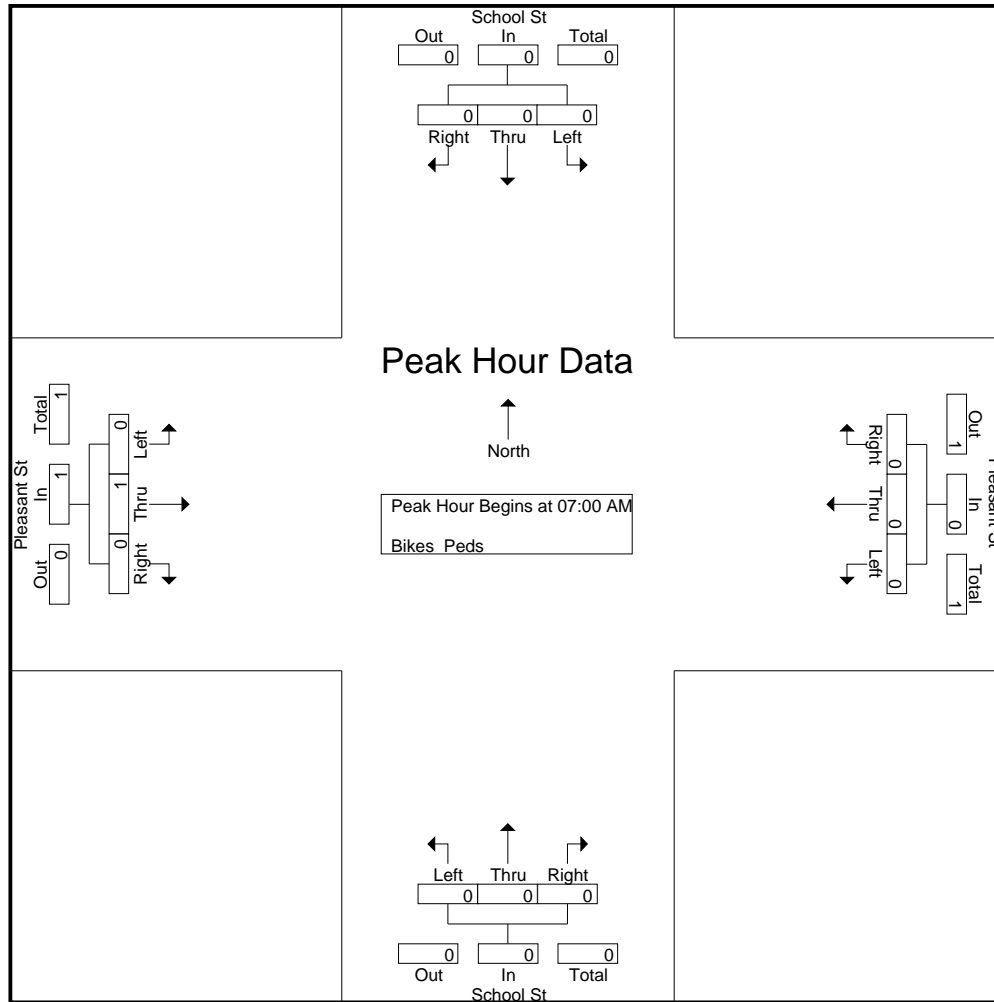 School St
Out In Total
0 0 0
0 0 0
Right Thru Left
Peak Hour Data
North
Peak Hour Begins at 07:00 AM
Bikes Peds
Pleasant St
Total In Out
1 1 0
0 1 0
Left Thru Right
Right Thru Left
0 0 0
1 0 1
Out In Total
Pleasant St
Left Thru Right
0 0 0
0 0 0
Out In Total
School St